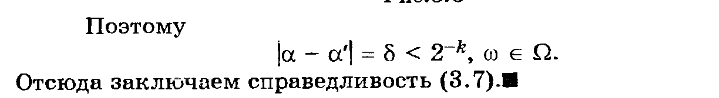 Поэтому
|α − α′| = δ < 2⁻ᵏ, ω ∈ Ω.
Отсюда заключаем справедливость (3.7).■